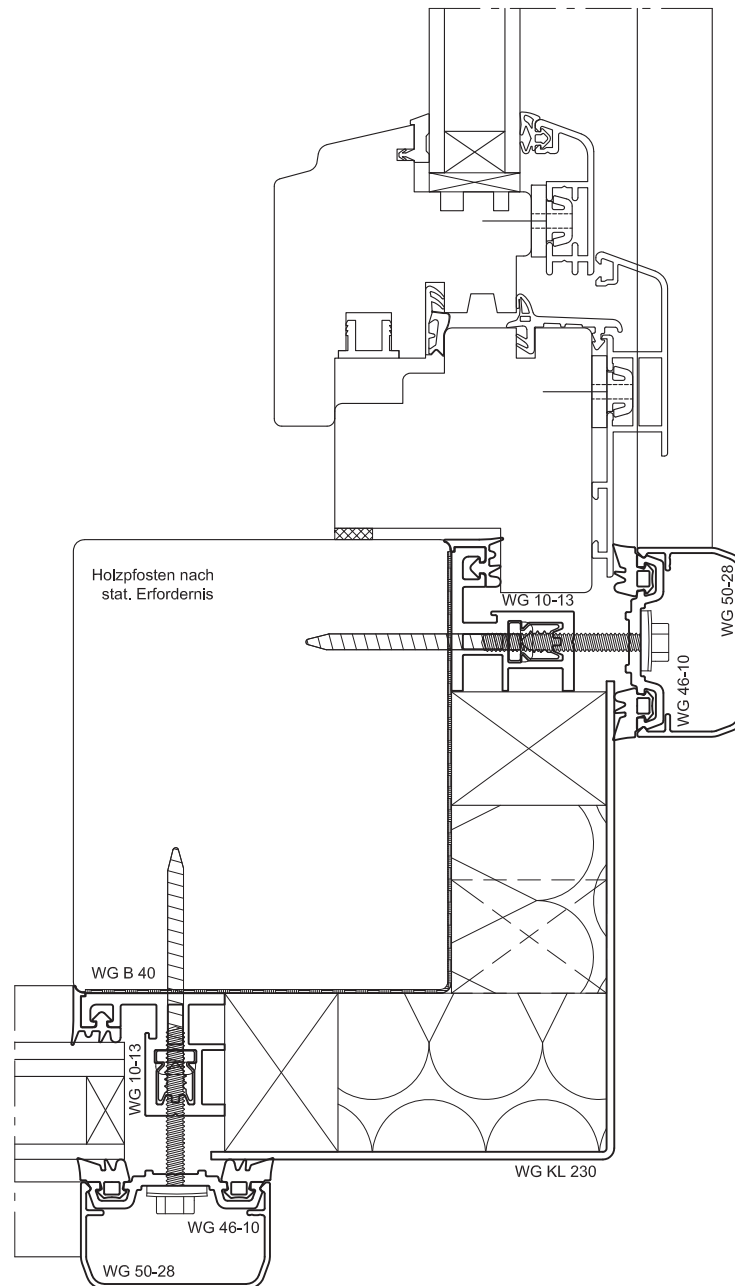 Holzpfosten nach
stat. Erfordernis
WG 10-13
WG 50-28
WG 46-10
WG B 40
WG 10-13
WG KL 230
WG 46-10
WG 50-28